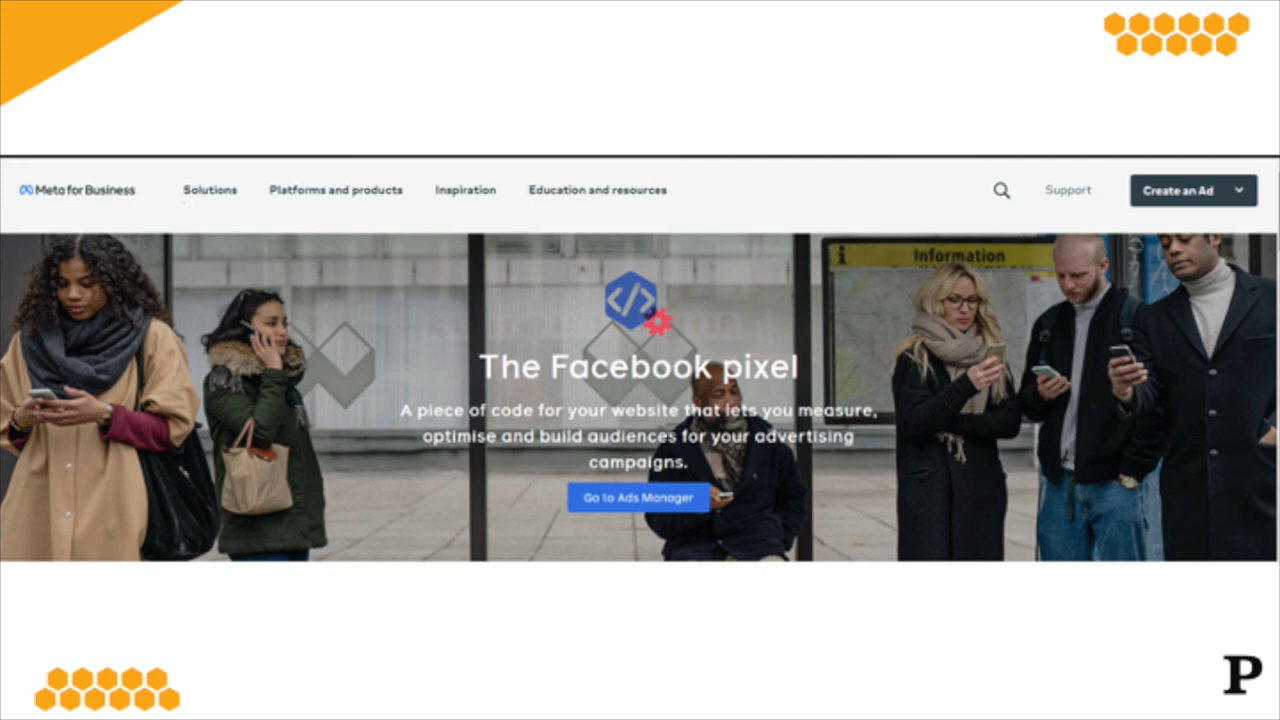 Meta for Business
Solutions
Platforms and products
Inspiration
Education and resources
Support
Create an Ad
i
Information
</>
The Facebook pixel
A piece of code for your website that lets you measure,
optimise and build audiences for your advertising
campaigns.
Go to Ads Manager
P